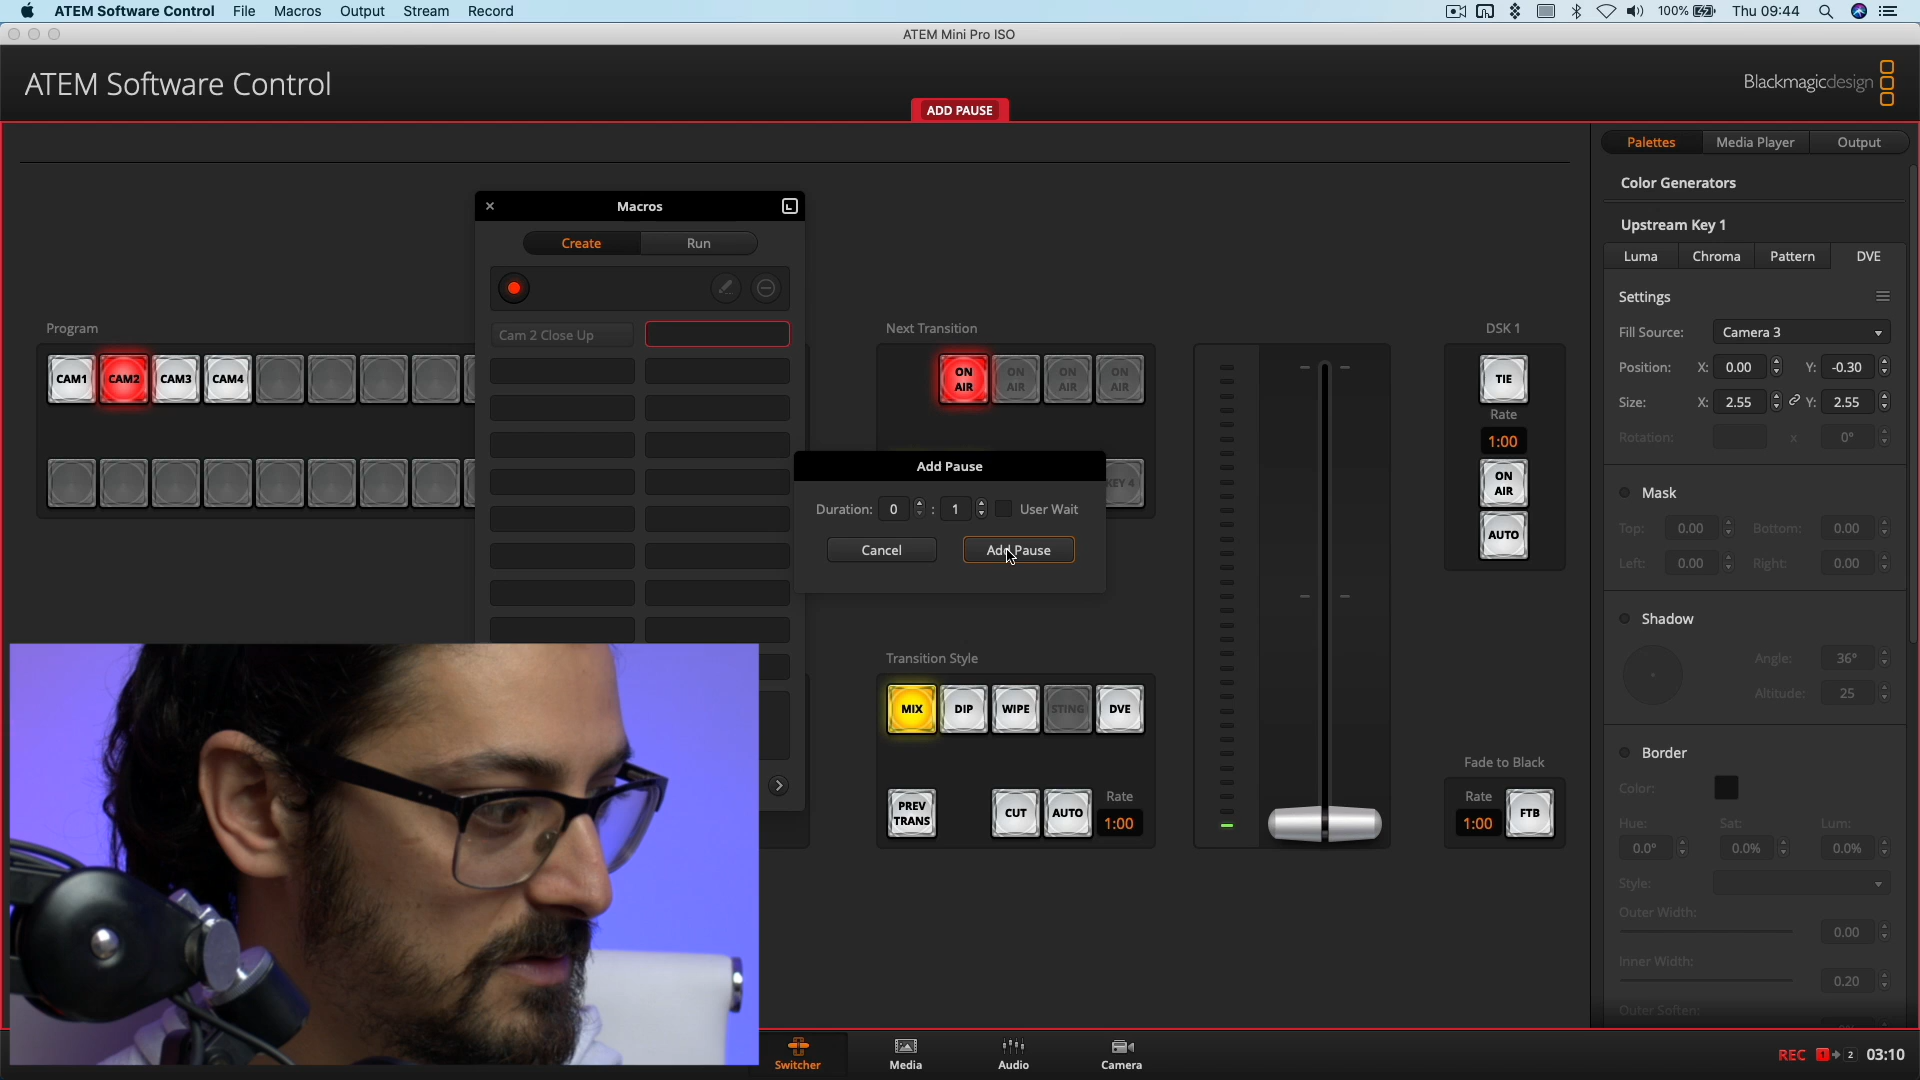 ATEM Software Control File Macros Output Stream Record 100% Thu 09:44
ATEM Mini Pro ISO
ATEM Software Control
Blackmagicdesign
ADD PAUSE
Palettes Media Player Output
Color Generators
Upstream Key 1
Luma Chroma Pattern DVE
Settings
Fill Source: Camera 3
Position: X: 0.00 Y: -0.30
Size: X: 2.55 Y: 2.55
Rotation: x 0°
Mask
Top: 0.00 Bottom: 0.00
Left: 0.00 Right: 0.00
Shadow
Angle: 36°
Altitude: 25
Border
Color:
Hue: Sat: Lum:
0.0° 0.0% 0.0%
Style:
Outer Width:
0.00
Inner Width:
0.20
Outer Soften:
Macros
Create Run
Cam 2 Close Up
Program
CAM1 CAM2 CAM3 CAM4
Next Transition
ON AIR ON AIR ON AIR ON AIR
KEY 4
Add Pause
Duration: 0 : 1 User Wait
Cancel Add Pause
Transition Style
MIX DIP WIPE STING DVE
PREV TRANS CUT AUTO Rate 1:00
DSK 1
TIE
Rate
1:00
ON AIR
AUTO
Fade to Black
Rate
1:00 FTB
Switcher Media Audio Camera
REC 1 2 03:10